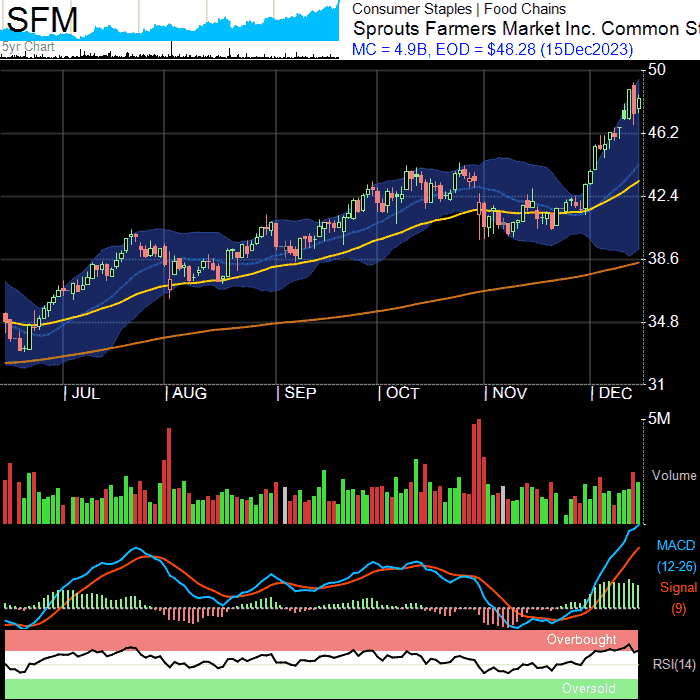 SFM
5yr Chart
Consumer Staples | Food Chains
Sprouts Farmers Market Inc. Common St
MC = 4.9B, EOD = $48.28 (15Dec2023)
50
46.2
42.4
38.6
34.8
31
JUL AUG SEP OCT NOV DEC
5M
Volume
MACD
(12-26)
Signal
(9)
Overbought
RSI(14)
Oversold